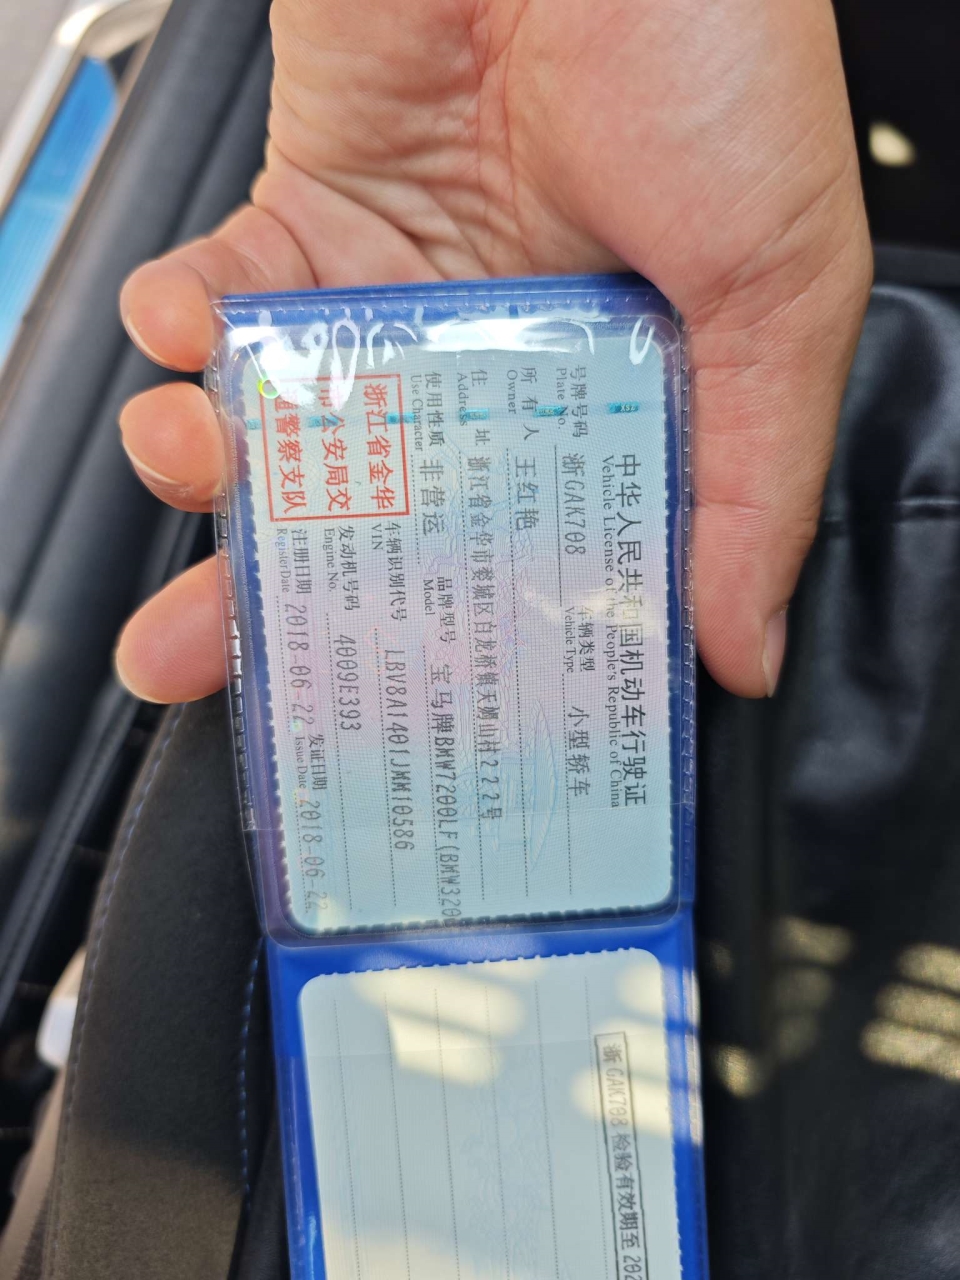 中华人民共和国机动车行驶证
Vehicle License of the People's Republic of China
号牌号码 浙GAK708 车辆类型 小型轿车
Plate No. Vehicle Type
所有人 王红艳
Owner
住址 浙江省金华市婺城区白龙桥镇天姆山村222号
Address
使用性质 非营运 品牌型号 宝马牌BMW7200LF(BMW320
Use Character Model
浙江省金华
市公安局交
通警察支队
车辆识别代号 LBV8A1401JMM10586
VIN
发动机号码 4009E393
Engine No.
注册日期 2018-06-22 发证日期 2018-06-22
Register Date Issue Date
浙GAK708 检验有效期至 202